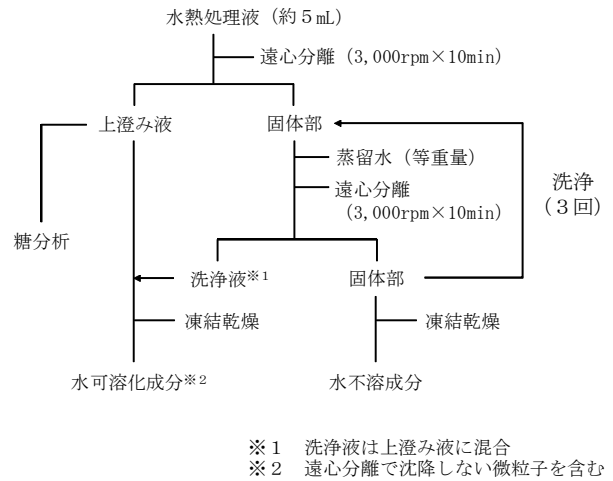 水熱処理液（約５mL）
遠心分離（3,000rpm×10min）
上澄み液
固体部
蒸留水（等重量）
遠心分離
（3,000rpm×10min）
洗浄
（３回）
糖分析
洗浄液※1
固体部
凍結乾燥
凍結乾燥
水可溶化成分※2
水不溶成分
※１　洗浄液は上澄み液に混合
※２　遠心分離で沈降しない微粒子を含む